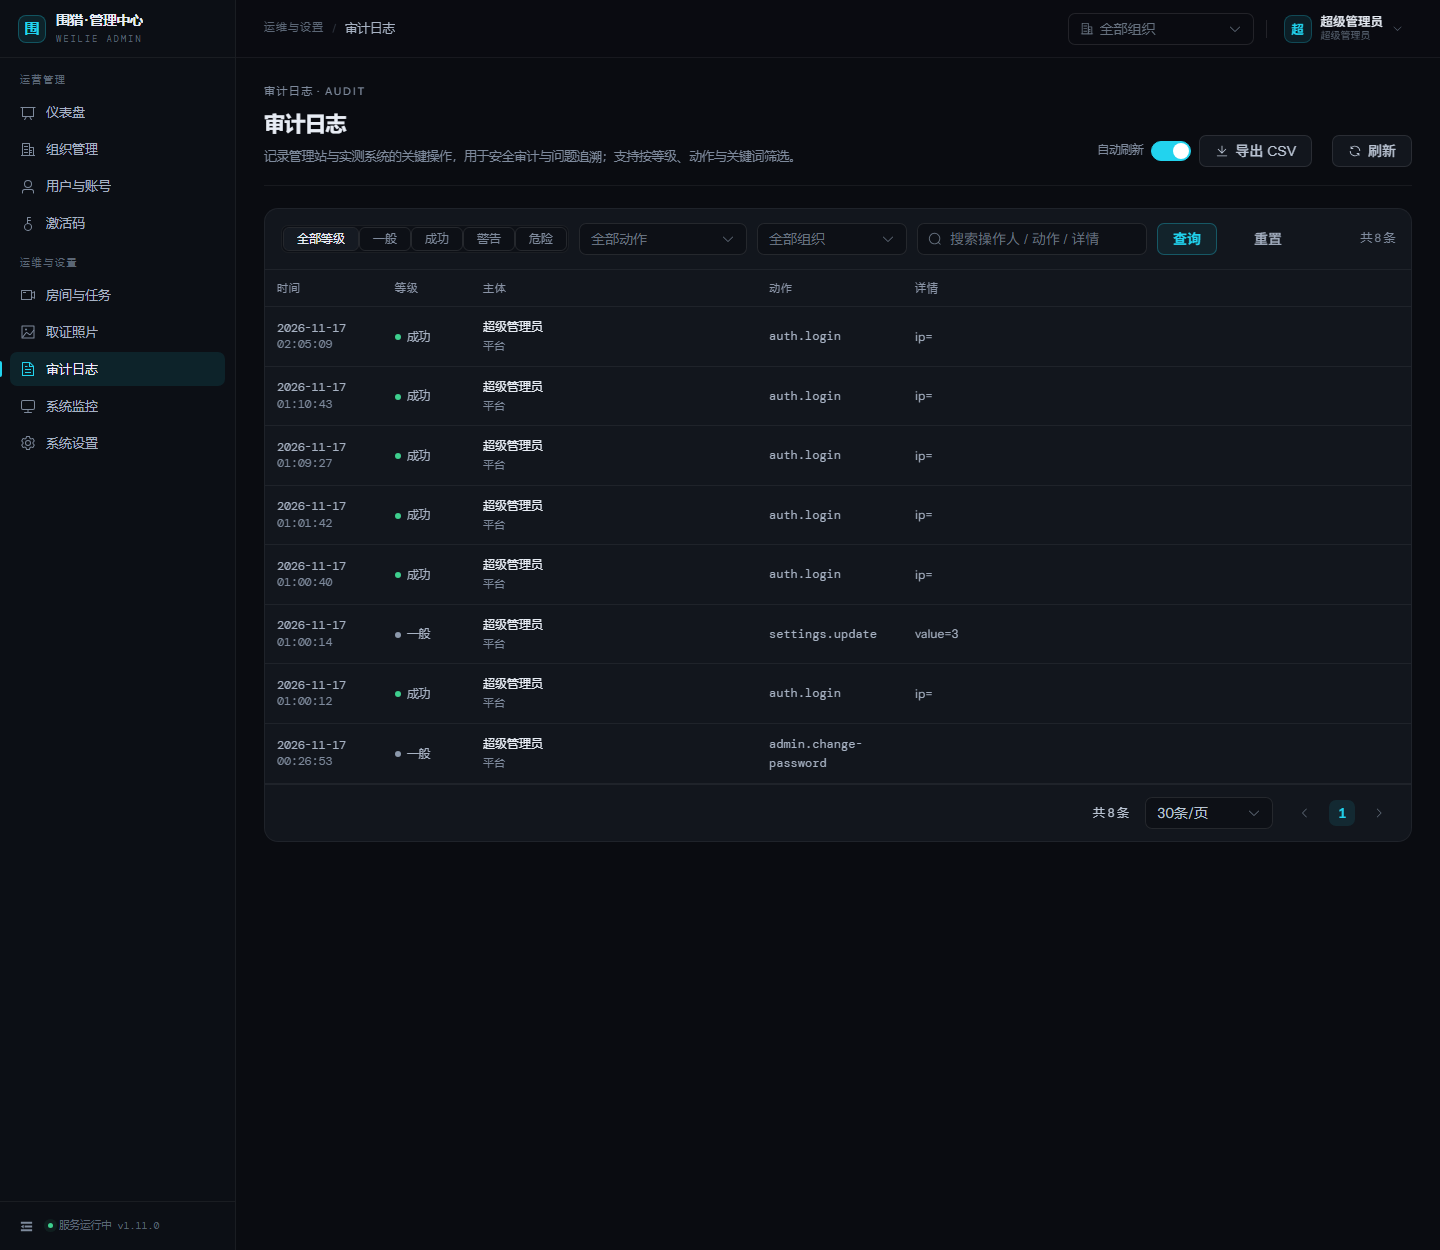 围
围猎·管理中心
WEILIE ADMIN
运营管理
仪表盘
组织管理
用户与账号
激活码
运维与设置
房间与任务
取证照片
审计日志
系统监控
系统设置
服务运行中 v1.11.0
运维与设置 / 审计日志
全部组织
超
超级管理员
超级管理员
审计日志 · AUDIT
审计日志
记录管理站与实测系统的关键操作，用于安全审计与问题追溯；支持按等级、动作与关键词筛选。
自动刷新
导出 CSV
刷新
全部等级 一般 成功 警告 危险
全部动作
全部组织
搜索操作人 / 动作 / 详情
查询
重置
共 8 条
时间 等级 主体 动作 详情
2026-11-17
02:05:09
成功
超级管理员
平台
auth.login
ip=
2026-11-17
01:10:43
成功
超级管理员
平台
auth.login
ip=
2026-11-17
01:09:27
成功
超级管理员
平台
auth.login
ip=
2026-11-17
01:01:42
成功
超级管理员
平台
auth.login
ip=
2026-11-17
01:00:40
成功
超级管理员
平台
auth.login
ip=
2026-11-17
01:00:14
一般
超级管理员
平台
settings.update
value=3
2026-11-17
01:00:12
成功
超级管理员
平台
auth.login
ip=
2026-11-17
00:26:53
一般
超级管理员
平台
admin.change-
password
共 8 条
30条/页
1